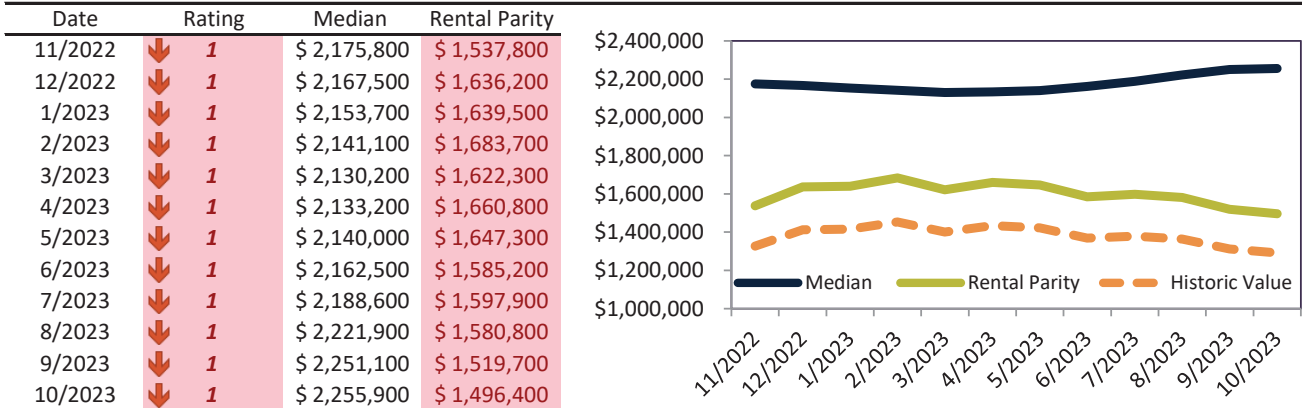 Date Rating Median Rental Parity
11/2022 1 $ 2,175,800 $ 1,537,800
12/2022 1 $ 2,167,500 $ 1,636,200
1/2023 1 $ 2,153,700 $ 1,639,500
2/2023 1 $ 2,141,100 $ 1,683,700
3/2023 1 $ 2,130,200 $ 1,622,300
4/2023 1 $ 2,133,200 $ 1,660,800
5/2023 1 $ 2,140,000 $ 1,647,300
6/2023 1 $ 2,162,500 $ 1,585,200
7/2023 1 $ 2,188,600 $ 1,597,900
8/2023 1 $ 2,221,900 $ 1,580,800
9/2023 1 $ 2,251,100 $ 1,519,700
10/2023 1 $ 2,255,900 $ 1,496,400
$2,400,000
$2,200,000
$2,000,000
$1,800,000
$1,600,000
$1,400,000
$1,200,000
$1,000,000
Median Rental Parity Historic Value
11/2022 12/2022 1/2023 2/2023 3/2023 4/2023 5/2023 6/2023 7/2023 8/2023 9/2023 10/2023